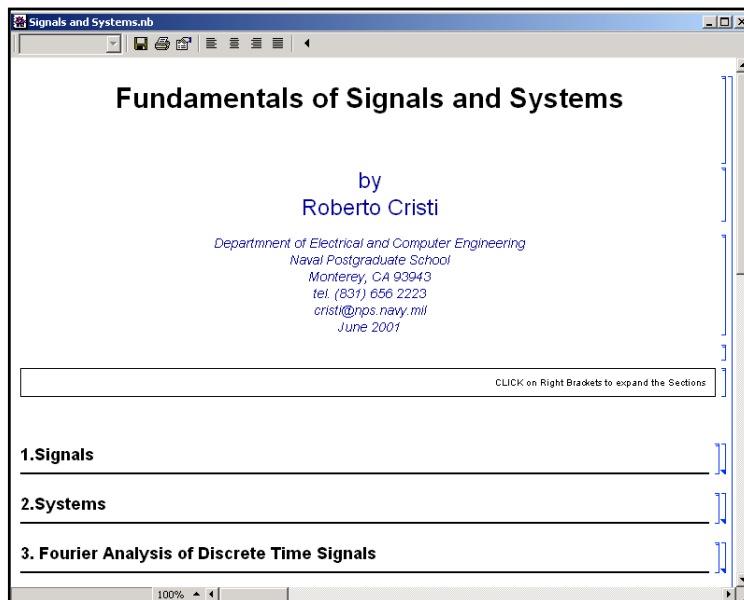 Signals and Systems.nb
Fundamentals of Signals and Systems
by
Roberto Cristi
Departmnent of Electrical and Computer Engineering
Naval Postgraduate School
Monterey, CA 93943
tel. (831) 656 2223
cristi@nps.navy.mil
June 2001
CLICK on Right Brackets to expand the Sections
1.Signals
2.Systems
3. Fourier Analysis of Discrete Time Signals
100%